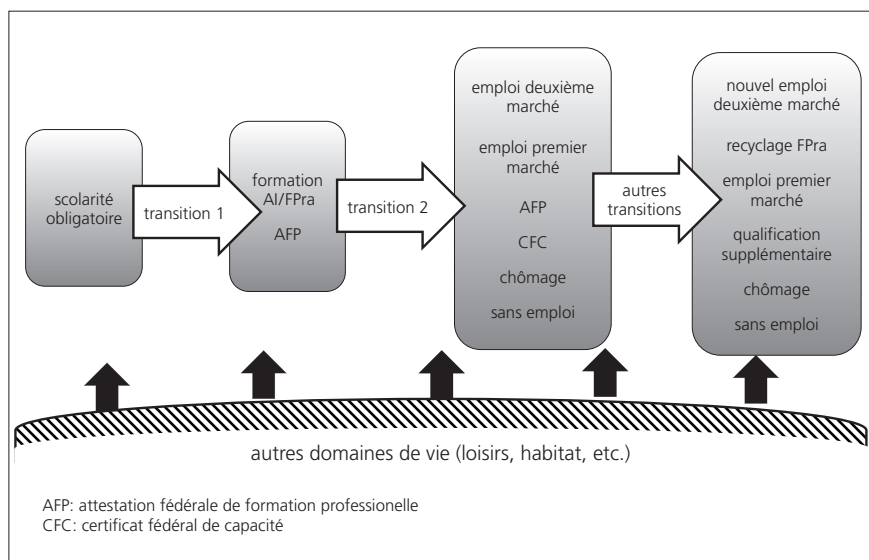 scolarité
obligatoire
transition 1
formation
AI/FPra
AFP
transition 2
emploi deuxième
marché
emploi premier
marché
AFP
CFC
chômage
sans emploi
autres
transitions
nouvel emploi
deuxième marché
recyclage FPra
emploi premier
marché
qualification
supplémentaire
chômage
sans emploi
autres domaines de vie (loisirs, habitat, etc.)
AFP: attestation fédérale de formation professionelle
CFC: certificat fédéral de capacité